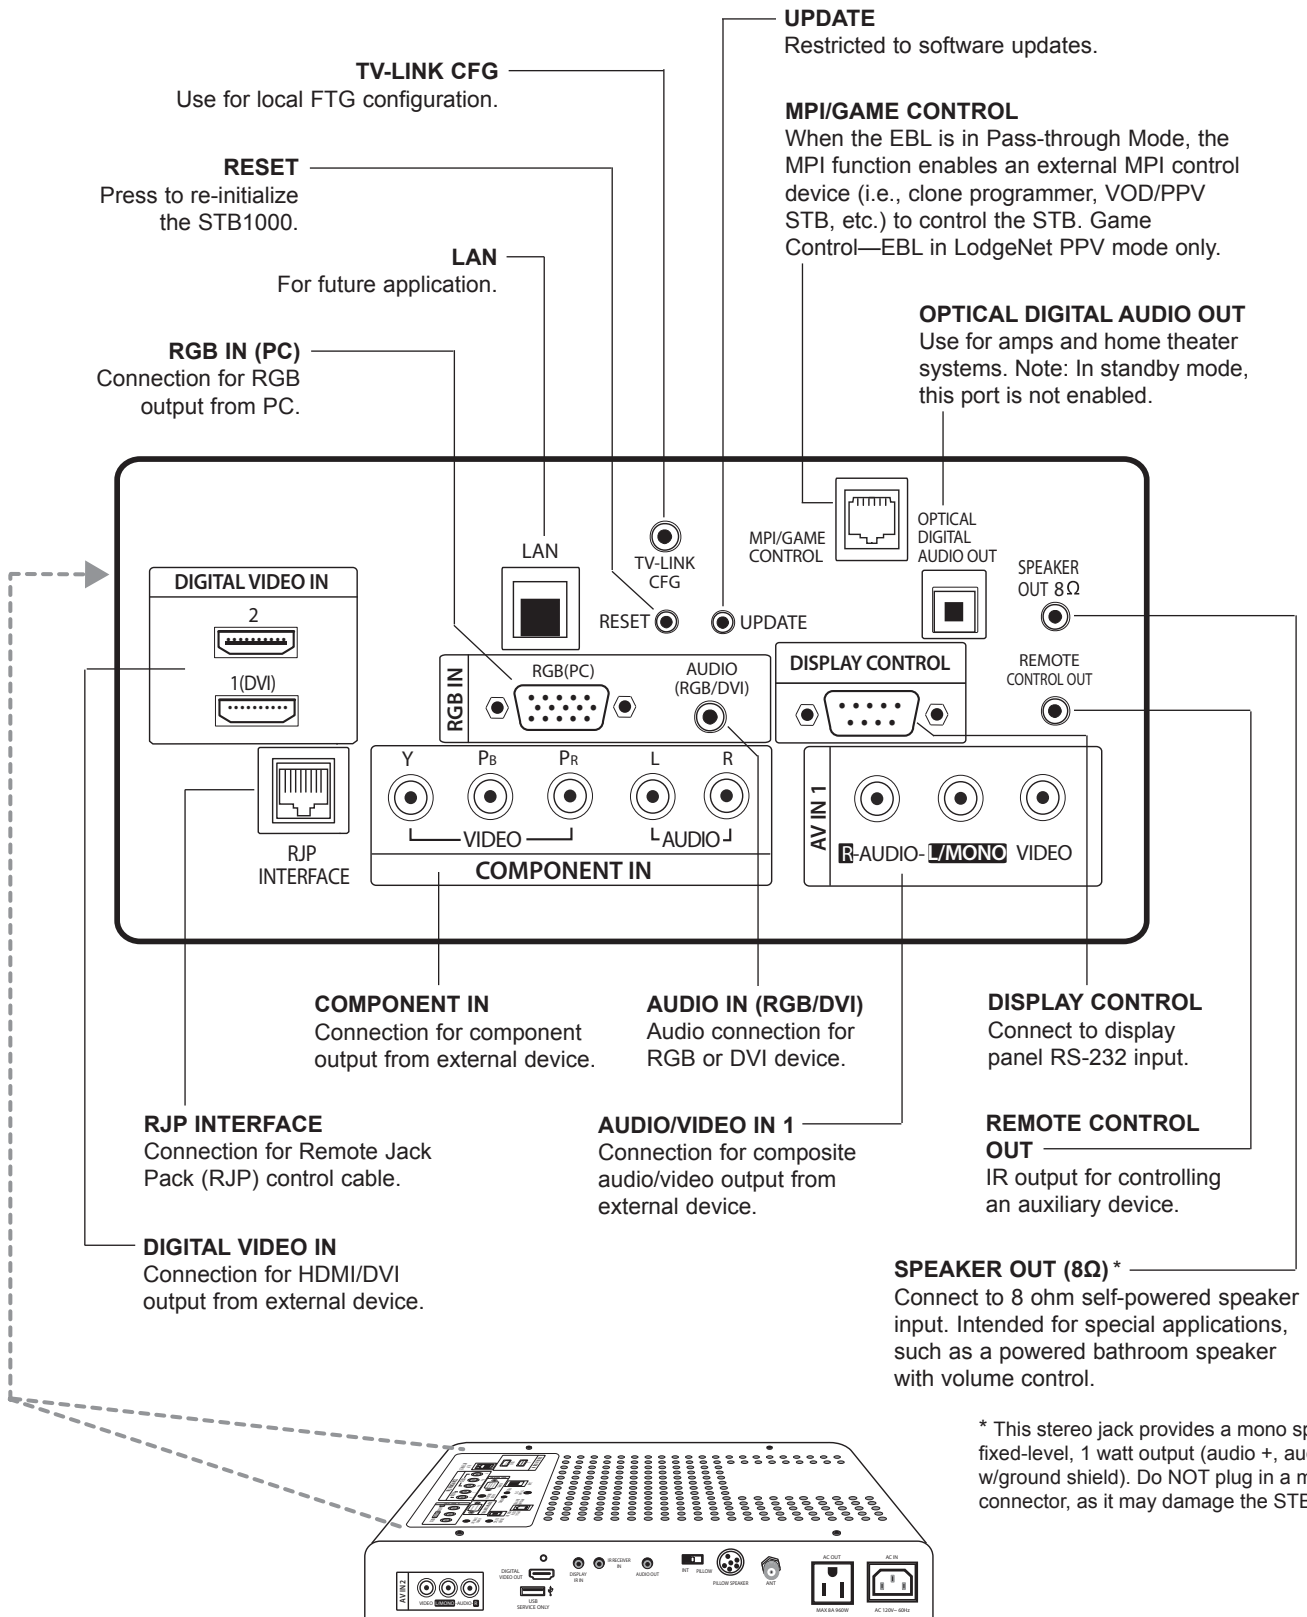 UPDATE
Restricted to software updates.
TV-LINK CFG
Use for local FTG configuration.
MPI/GAME CONTROL
When the EBL is in Pass-through Mode, the
MPI function enables an external MPI control
device (i.e., clone programmer, VOD/PPV
STB, etc.) to control the STB. Game
Control—EBL in LodgeNet PPV mode only.
RESET
Press to re-initialize
the STB1000.
LAN
For future application.
OPTICAL DIGITAL AUDIO OUT
Use for amps and home theater
systems. Note: In standby mode,
this port is not enabled.
RGB IN (PC)
Connection for RGB
output from PC.
DIGITAL VIDEO IN
2
1(DVI)
LAN
TV-LINK
CFG
RESET
UPDATE
MPI/GAME
CONTROL
OPTICAL
DIGITAL
AUDIO OUT
SPEAKER
OUT 8Ω
RGB IN
RGB(PC)
AUDIO
(RGB/DVI)
DISPLAY CONTROL
REMOTE
CONTROL OUT
RJP
INTERFACE
Y PB PR L R
VIDEO AUDIO
COMPONENT IN
AV IN 1
R-AUDIO-L/MONO VIDEO
COMPONENT IN
Connection for component
output from external device.
AUDIO IN (RGB/DVI)
Audio connection for
RGB or DVI device.
DISPLAY CONTROL
Connect to display
panel RS-232 input.
RJP INTERFACE
Connection for Remote Jack
Pack (RJP) control cable.
AUDIO/VIDEO IN 1
Connection for composite
audio/video output from
external device.
REMOTE CONTROL
OUT
IR output for controlling
an auxiliary device.
DIGITAL VIDEO IN
Connection for HDMI/DVI
output from external device.
SPEAKER OUT (8Ω) *
Connect to 8 ohm self-powered speaker
input. Intended for special applications,
such as a powered bathroom speaker
with volume control.
* This stereo jack provides a mono
fixed-level, 1 watt output (audio +,
w/ground shield). Do NOT plug in a
connector, as it may damage the
AV IN 2
VIDEO L/MONO AUDIO R
DIGITAL
VIDEO OUT
USB
SERVICE ONLY
DISPLAY
IR IN
IR RECEIVER
IN
AUDIO OUT
INT PILLOW
PILLOW SPEAKER
ANT
AC OUT
MAX 8A 960W
AC IN
AC 120V~ 60Hz